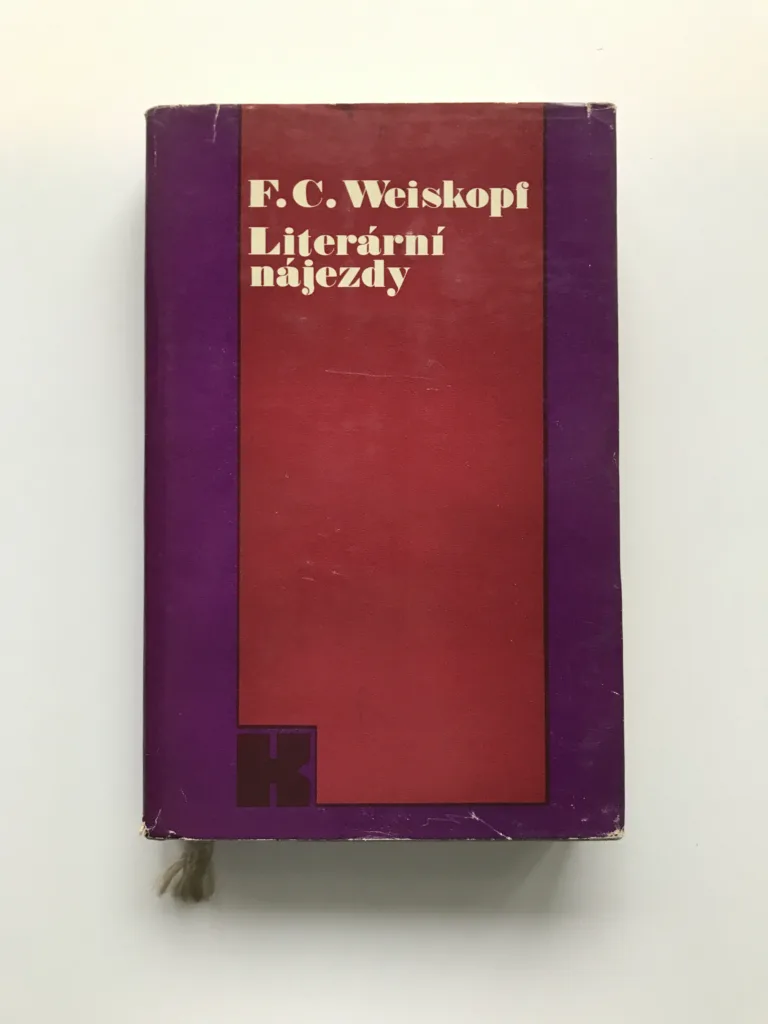 F. C. Weiskopf
Literární
nájezdy
K